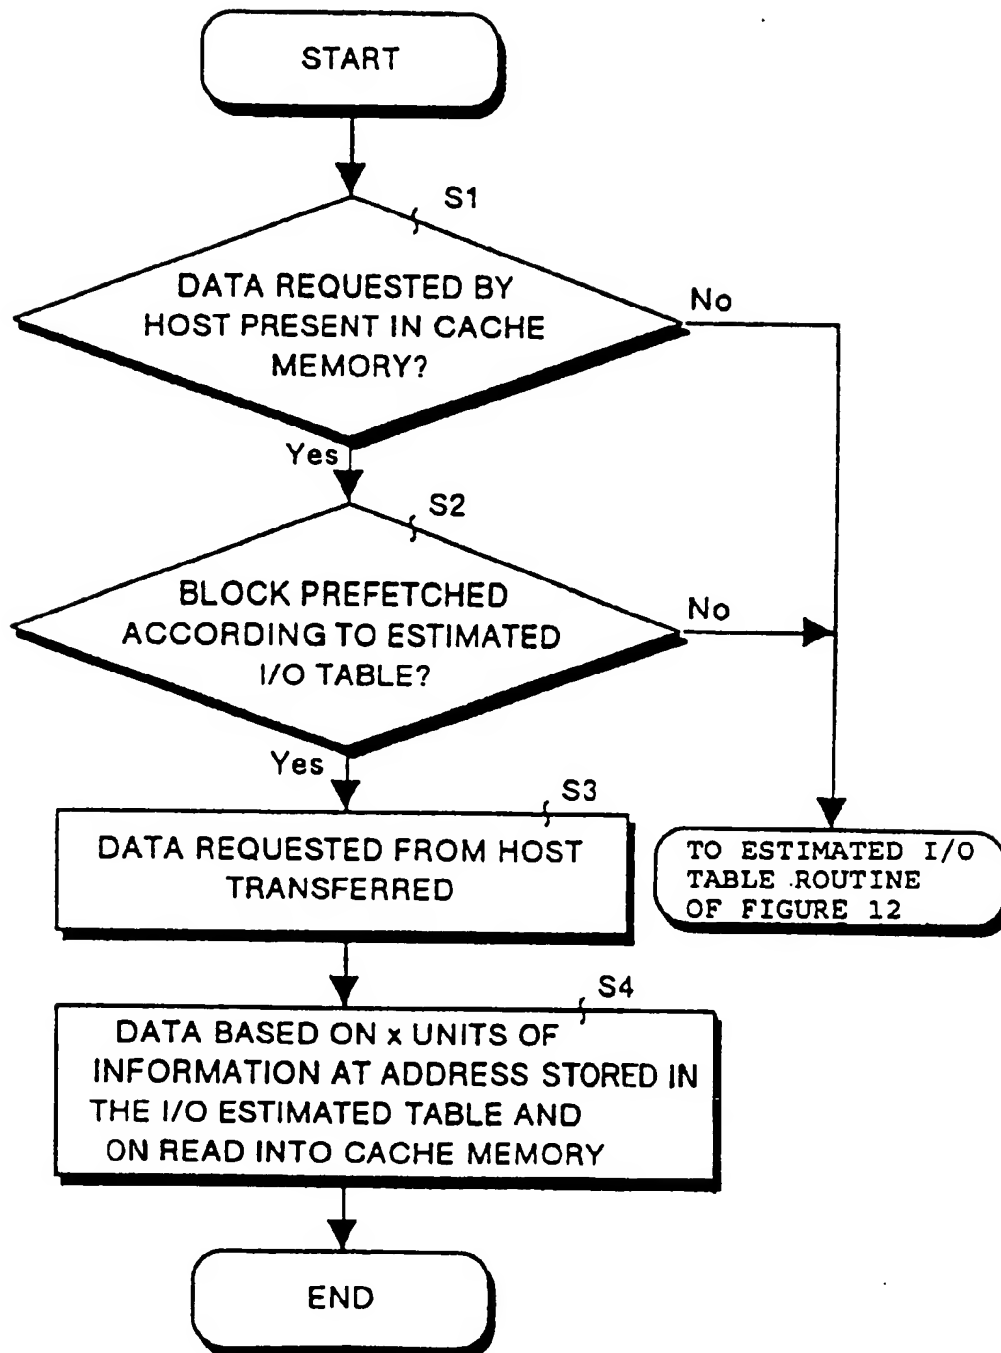 START
S1
DATA REQUESTED BY
HOST PRESENT IN CACHE
MEMORY?
No
Yes
S2
BLOCK PREFETCHED
ACCORDING TO ESTIMATED
I/O TABLE?
No
Yes
S3
DATA REQUESTED FROM HOST
TRANSFERRED
TO ESTIMATED I/O
TABLE ROUTINE
OF FIGURE 12
S4
DATA BASED ON x UNITS OF
INFORMATION AT ADDRESS STORED IN
THE I/O ESTIMATED TABLE AND
ON READ INTO CACHE MEMORY
END